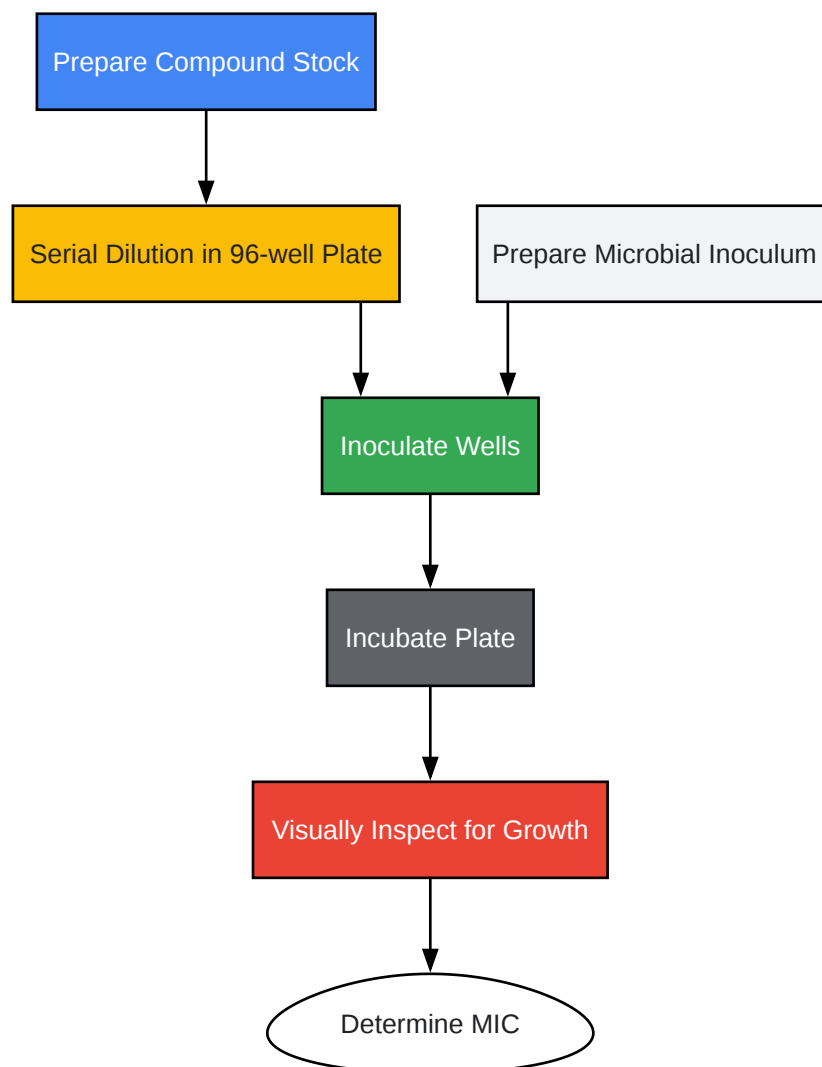 Prepare Compound Stock
Serial Dilution in 96-well Plate
Prepare Microbial Inoculum
Inoculate Wells
Incubate Plate
Visually Inspect for Growth
Determine MIC